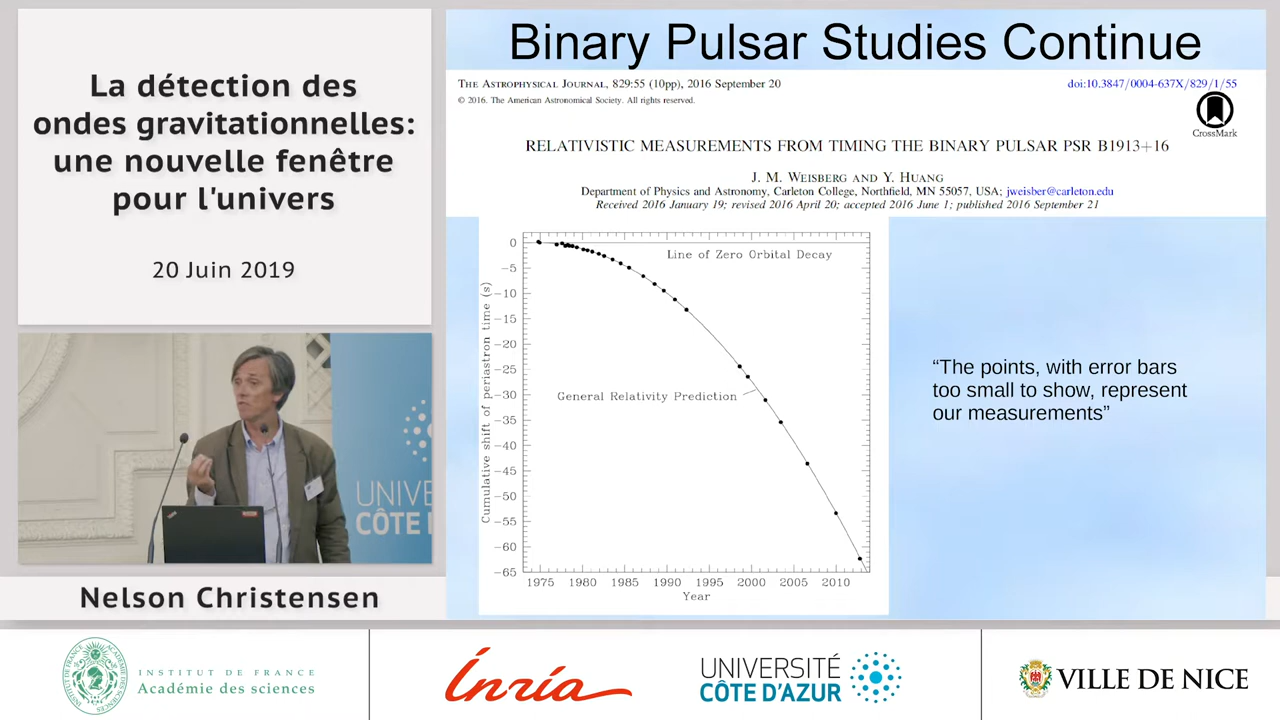 La détection des
ondes gravitationnelles:
une nouvelle fenêtre
pour l'univers
20 Juin 2019
UNIVE
CÔTE D
Nelson Christensen
Binary Pulsar Studies Continue
The Astrophysical Journal, 829:55 (10pp), 2016 September 20
doi:10.3847/0004-637X/829/1/55
© 2016. The American Astronomical Society. All rights reserved.
CrossMark
RELATIVISTIC MEASUREMENTS FROM TIMING THE BINARY PULSAR PSR B1913+16
J. M. Weisberg and Y. Huang
Department of Physics and Astronomy, Carleton College, Northfield, MN 55057, USA; jweisber@carleton.edu
Received 2016 January 19; revised 2016 April 20; accepted 2016 June 1; published 2016 September 21
Cumulative shift of periastron time (s)
0
−5
−10
−15
−20
−25
−30
−35
−40
−45
−50
−55
−60
−65
Line of Zero Orbital Decay
General Relativity Prediction
1975 1980 1985 1990 1995 2000 2005 2010
Year
“The points, with error bars
too small to show, represent
our measurements”
INSTITUT DE FRANCE
Académie des sciences
Inria
UNIVERSITÉ
CÔTE D'AZUR
VILLE DE NICE